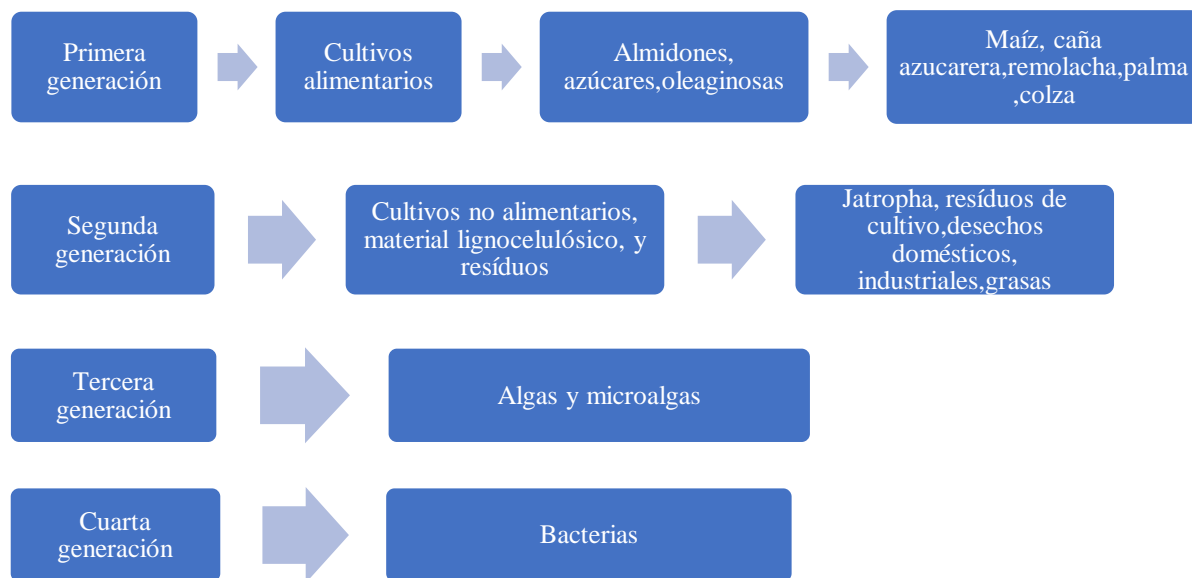 Primera
generación
Cultivos
alimentarios
Almidones,
azúcares,oleaginosas
Maíz, caña
azucarera,remolacha,palma
,colza
Segunda
generación
Cultivos no alimentarios,
material lignocelulósico, y
resíduos
Jatropha, resíduos de
cultivo,desechos
domésticos,
industriales,grasas
Tercera
generación
Algas y microalgas
Cuarta
generación
Bacterias